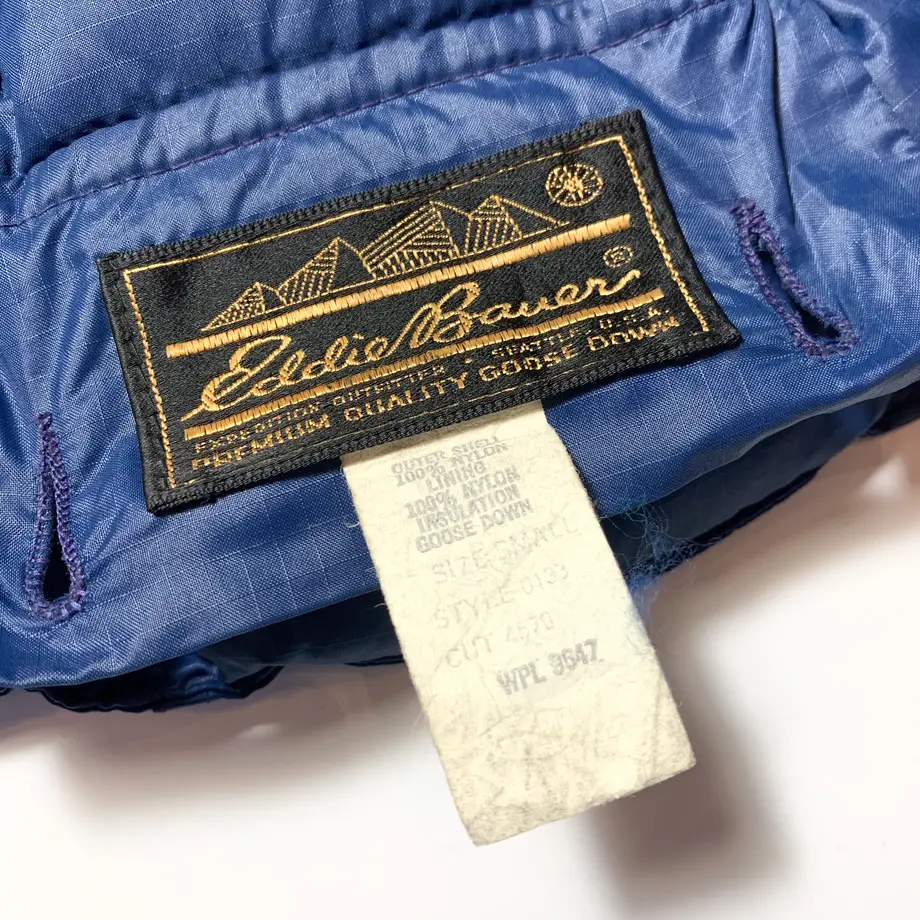 Eddie Bauer ®
EXPEDITION OUTFITTER • SEATTLE, U.S.A.
PREMIUM QUALITY GOOSE DOWN
OUTER SHELL
100% NYLON
LINING
100% NYLON
INSULATION
GOOSE DOWN
SIZE SMALL
STYLE 0133
CUT 4570
WPL 3647